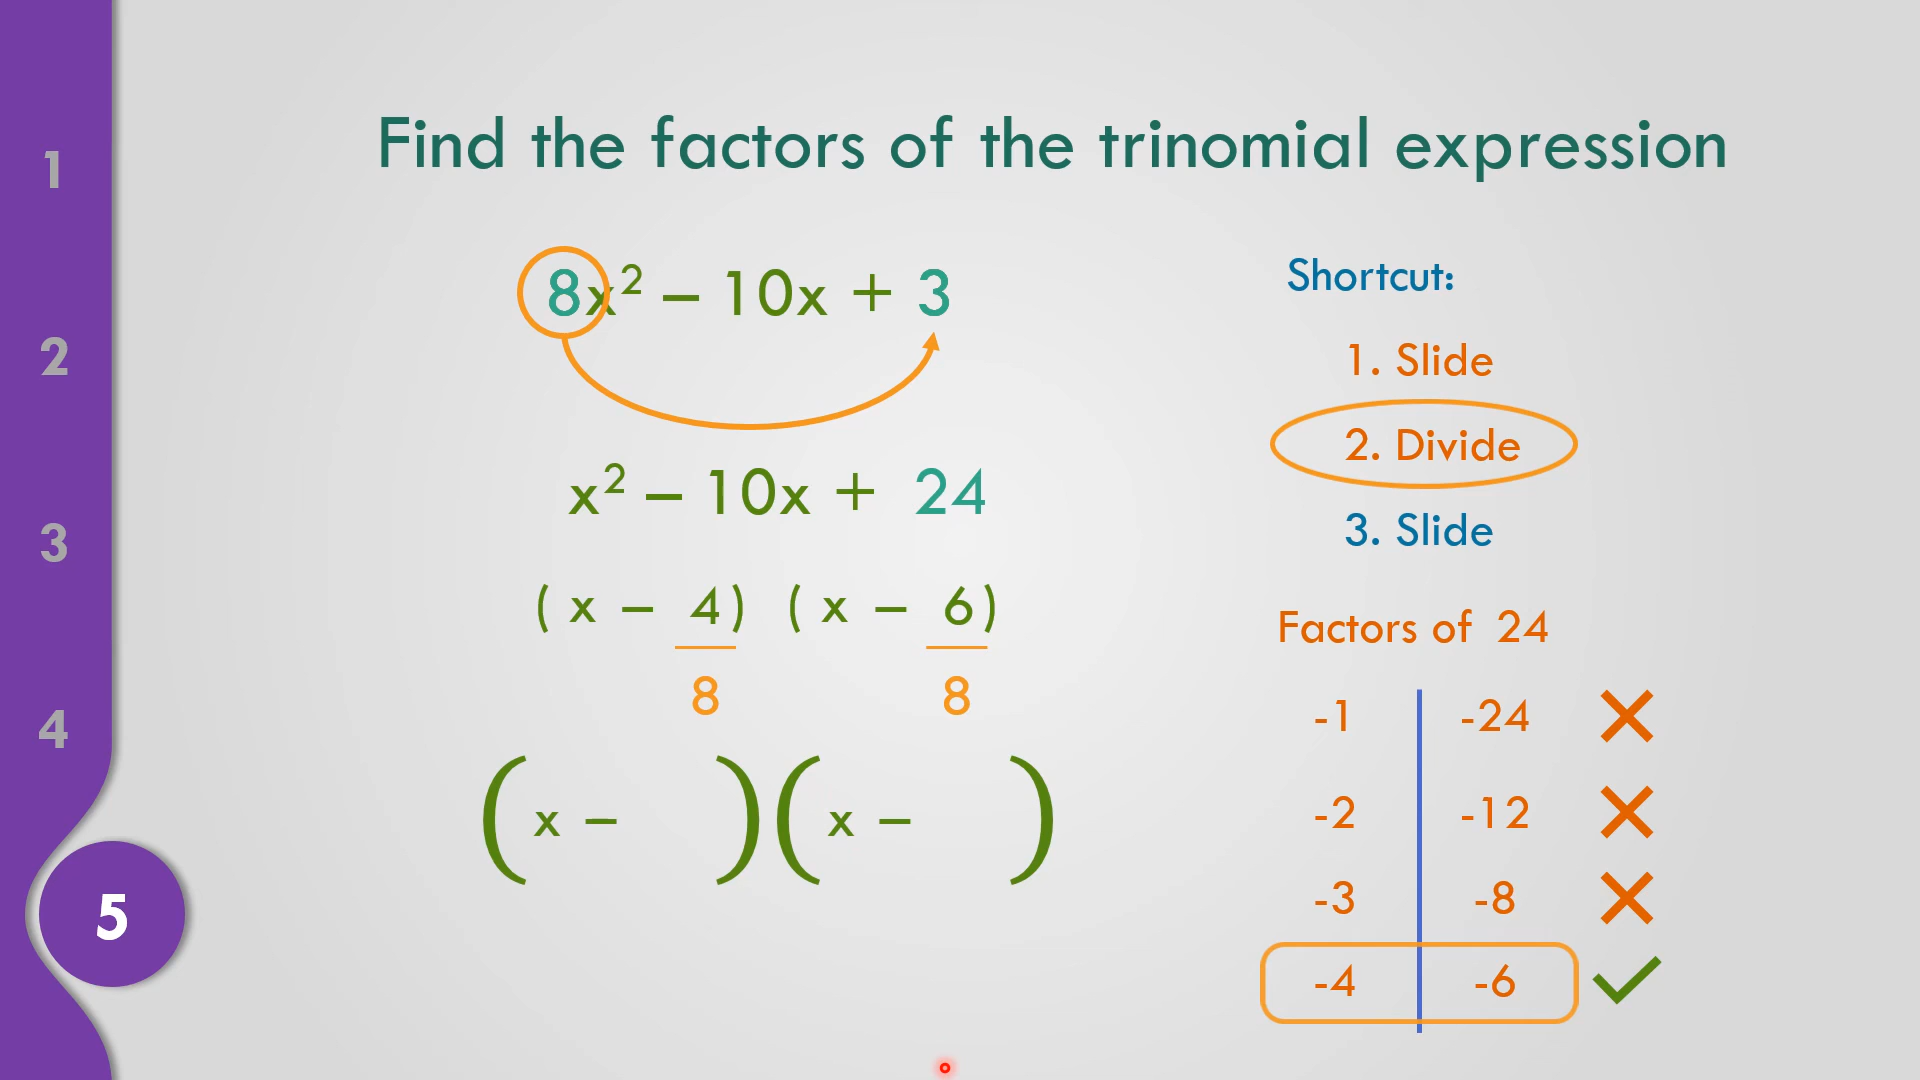 1
2
3
4
5
Find the factors of the trinomial expression
8x² – 10x + 3
x² – 10x + 24
( x – 4 ) ( x – 6 )
8 8
( x – ) ( x – )
Shortcut:
1. Slide
2. Divide
3. Slide
Factors of 24
-1 -24
-2 -12
-3 -8
-4 -6